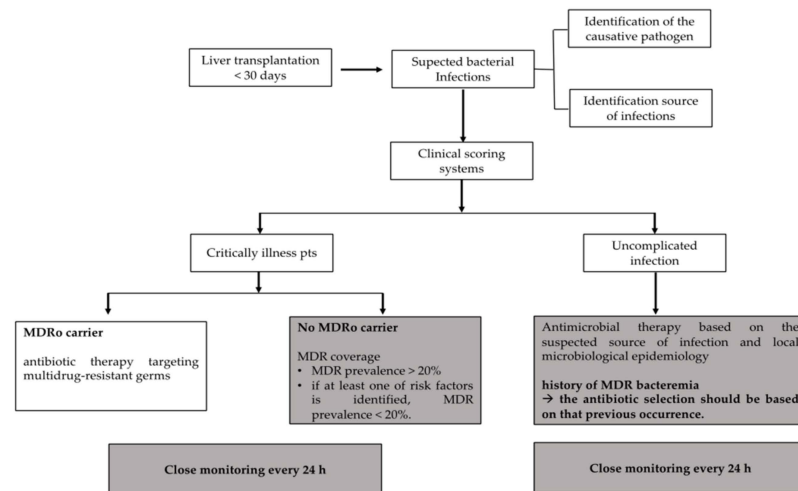 Identification of the
causative pathogen
Liver transplantation
< 30 days
Supected bacterial
Infections
Identification source
of infections
Clinical scoring
systems
Critically illness pts
Uncomplicated
infection
MDRo carrier
antibiotic therapy targeting
multidrug-resistant germs
No MDRo carrier
MDR coverage
• MDR prevalence > 20%
• if at least one of risk factors
is identified, MDR
prevalence < 20%.
Antimicrobial therapy based on the
suspected source of infection and local
microbiological epidemiology
history of MDR bacteremia
→ the antibiotic selection should be based
on that previous occurrence.
Close monitoring every 24 h
Close monitoring every 24 h